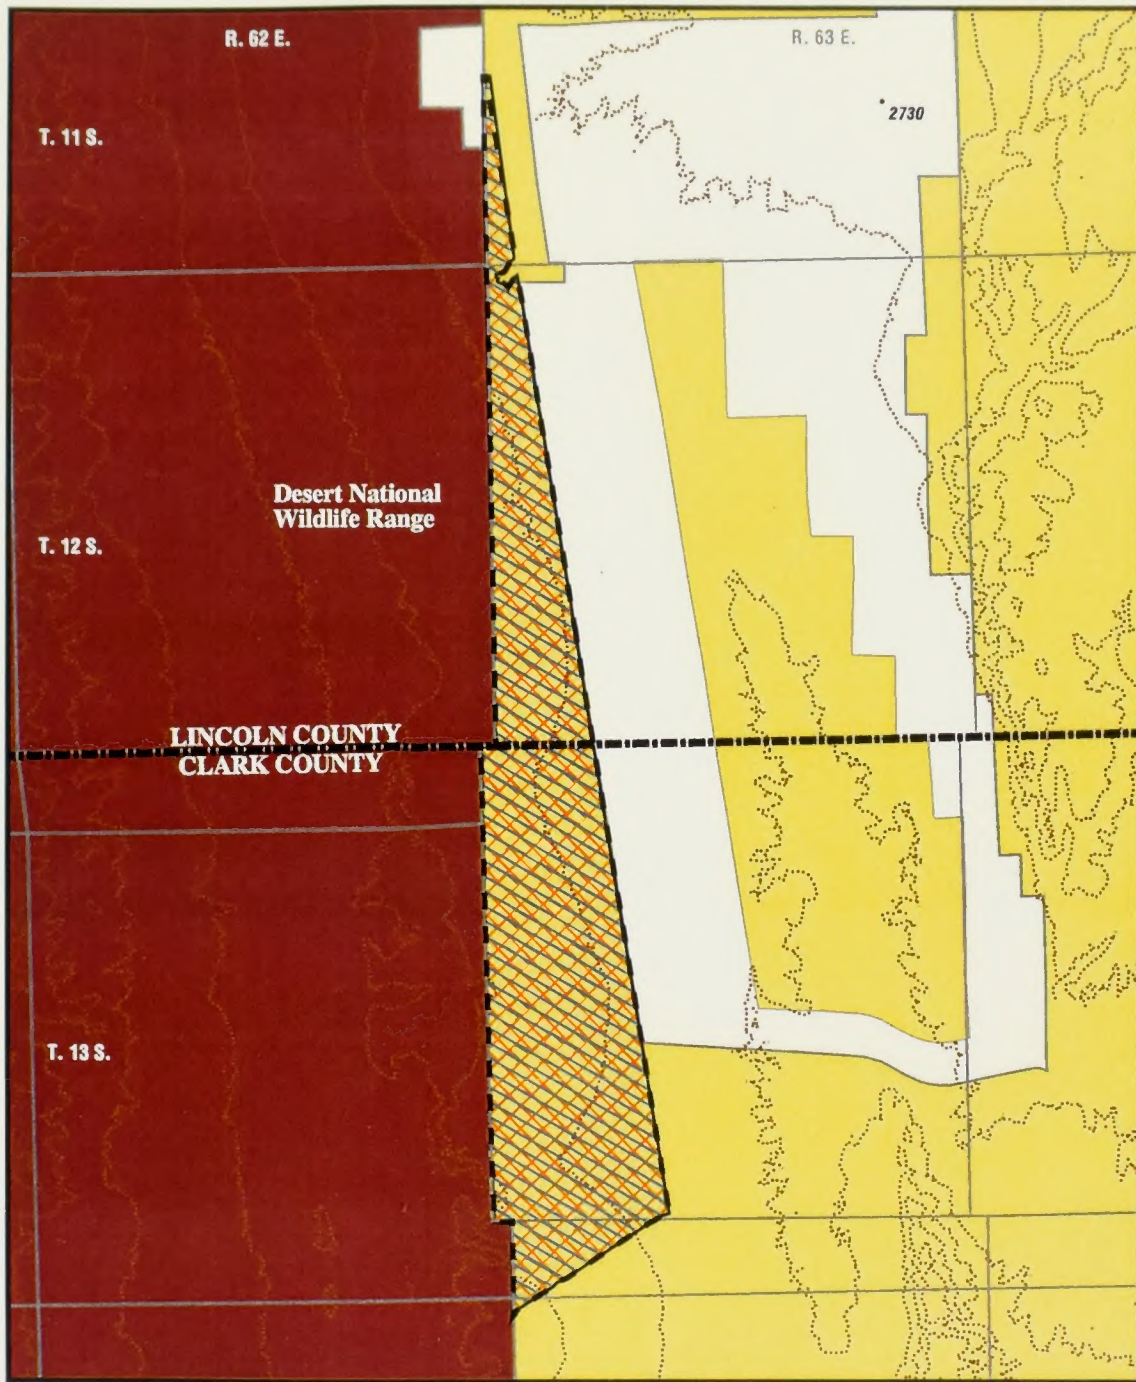 R. 62 E.
R. 63 E.
2730
T. 11 S.
Desert National
Wildlife Range
T. 12 S.
LINCOLN COUNTY
CLARK COUNTY
T. 13 S.